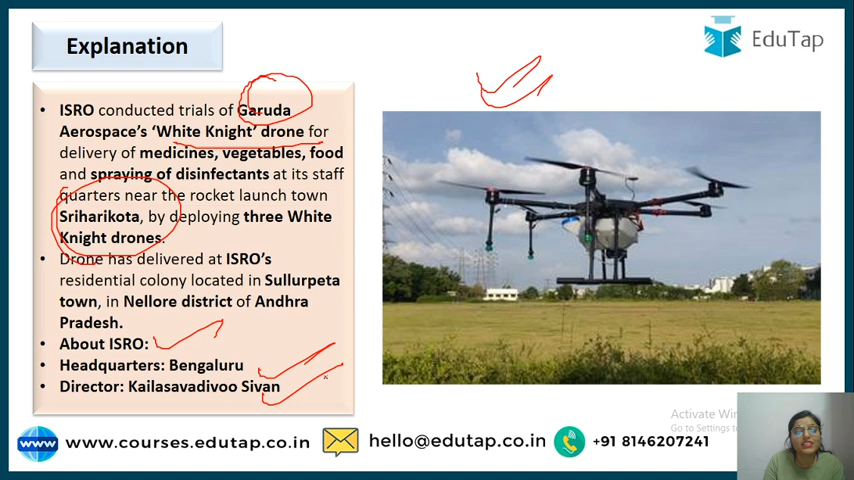 Explanation
EduTap
• ISRO conducted trials of Garuda
Aerospace's 'White Knight' drone for
delivery of medicines, vegetables, food
and spraying of disinfectants at its staff
quarters near the rocket launch town
Sriharikota, by deploying three White
Knight drones.
• Drone has delivered at ISRO's
residential colony located in Sullurpeta
town, in Nellore district of Andhra
Pradesh.
• About ISRO:
• Headquarters: Bengaluru
• Director: Kailasavadivoo Sivan
Activate Win
Go to Settings to
www
www.courses.edutap.co.in
hello@edutap.co.in
+91 8146207241